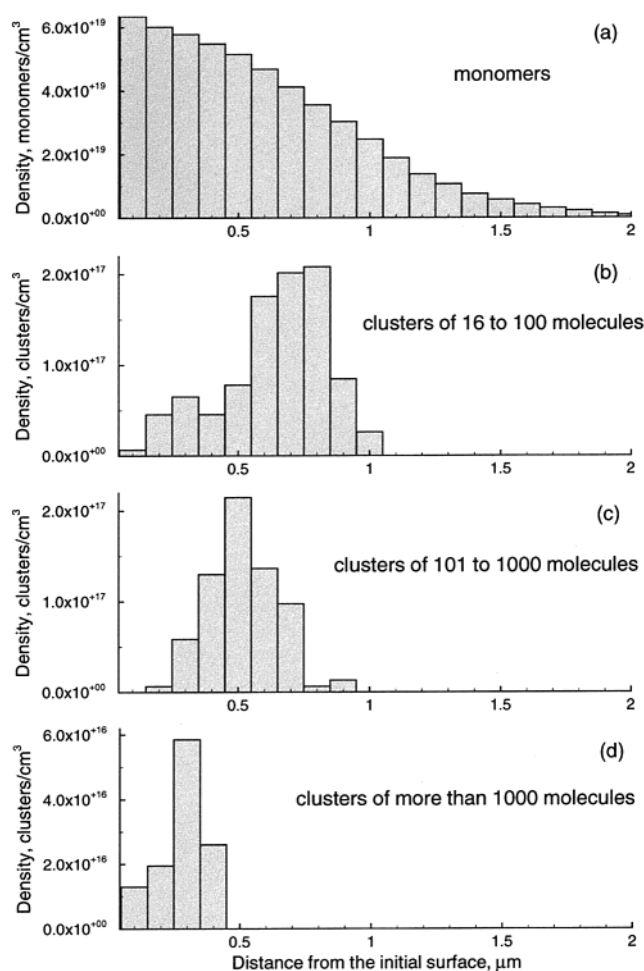 (a)
monomers
Density, monomers/cm³
6.0x10⁺¹⁹
4.0x10⁺¹⁹
2.0x10⁺¹⁹
0.0x10⁺⁰⁰
0.5 1 1.5 2
(b)
clusters of 16 to 100 molecules
Density, clusters/cm³
2.0x10⁺¹⁷
1.0x10⁺¹⁷
0.0x10⁺⁰⁰
0.5 1 1.5 2
(c)
clusters of 101 to 1000 molecules
Density, clusters/cm³
2.0x10⁺¹⁷
1.0x10⁺¹⁷
0.0x10⁺⁰⁰
0.5 1 1.5 2
(d)
clusters of more than 1000 molecules
Density, clusters/cm³
6.0x10⁺¹⁶
4.0x10⁺¹⁶
2.0x10⁺¹⁶
0.0x10⁺⁰⁰
0.5 1 1.5 2
Distance from the initial surface, μm